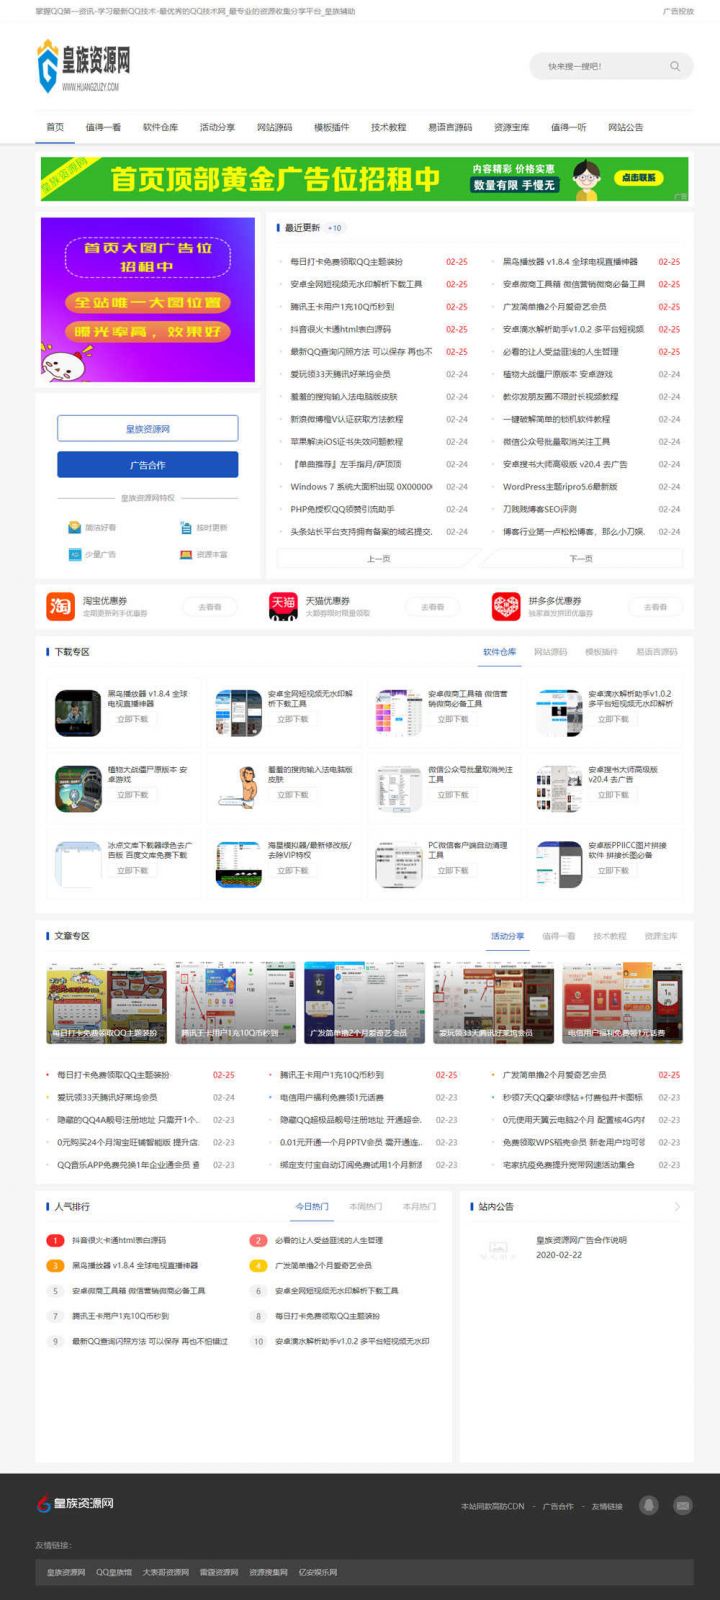 掌握QQ第一资讯-学习最新QQ技术-最优秀的QQ技术网_最专业的资源收集分享平台_皇族辅助
广告投放
皇族资源网
WWW.HUANGZUZY.COM
快来搜一搜吧!
首页 值得一看 软件仓库 活动分享 网站源码 模板插件 技术教程 易语言源码 资源宝库 值得一听 网站公告
皇族资源网
首页顶部黄金广告位招租中
内容精彩 价格实惠
数量有限 手慢无
点击联系
广告
首页大图广告位
招租中
全站唯一大图位置
曝光率高，效果好
皇族资源网
广告合作
皇族资源网特权
简洁好看 按时更新
少量广告 资源丰富
最近更新 +10
每日打卡免费领取QQ主题装扮 02-25
黑鸟播放器 v1.8.4 全球电视直播神器 02-25
安卓全网短视频无水印解析下载工具 02-25
安卓微商工具箱 微信营销微商必备工具 02-25
腾讯王卡用户1充10Q币秒到 02-25
广发简单撸2个月爱奇艺会员 02-25
抖音很火卡通html表白源码 02-25
安卓滴水解析助手v1.0.2 多平台短视频 02-25
最新QQ查询闪照方法 可以保存 再也不 02-25
必看的让人受益匪浅的人生哲理 02-25
爱玩领33天腾讯好莱坞会员 02-24
植物大战僵尸原版本 安卓游戏 02-24
羞羞的搜狗输入法电脑版皮肤 02-24
教你发朋友圈不限时长视频教程 02-24
新浪微博橙V认证获取方法教程 02-24
一键破解简单的锁机软件教程 02-24
苹果解决iOS证书失效问题教程 02-24
微信公众号批量取消关注工具 02-24
『单曲推荐』左手指月/萨顶顶 02-24
安卓搜书大师高级版 v20.4 去广告 02-24
Windows 7 系统大面积出现 0X00000 02-24
WordPress主题ripro5.6最新版 02-24
PHP免授权QQ领赞引流助手 02-24
刀贱贱博客SEO评测 02-24
头条站长平台支持拥有备案的域名提交. 02-24
博客行业第一卢松松博客，那么小刀娱. 02-24
上一页 下一页
淘
淘宝优惠券
定期更新剁手优惠券
去看看
天猫
天猫优惠券
大额券限时限量领取
去看看
拼多多优惠券
独家首发拼团优惠券
去看看
下载专区
软件仓库 网站源码 模板插件 易语言源码
黑鸟播放器 v1.8.4 全球
电视直播神器
立即下载
安卓全网短视频无水印解
析下载工具
立即下载
安卓微商工具箱 微信营
销微商必备工具
立即下载
安卓滴水解析助手v1.0.2
多平台短视频无水印解析
立即下载
植物大战僵尸原版本 安
卓游戏
立即下载
羞羞的搜狗输入法电脑版
皮肤
立即下载
微信公众号批量取消关注
工具
立即下载
安卓搜书大师高级版
v20.4 去广告
立即下载
冰点文库下载器绿色去广
告版 百度文库免费下载
立即下载
海星模拟器/最新修改版/
去除VIP特权
立即下载
PC微信客户端自动清理
工具
立即下载
安卓版PPIICC图片拼接
软件 拼接长图必备
立即下载
文章专区
活动分享 值得一看 技术教程 资源宝库
每日打卡免费领取QQ主题装扮
腾讯王卡用户1充10Q币秒到
广发简单撸2个月爱奇艺会员
爱玩领33天腾讯好莱坞会员
电信用户福利免费领1元话费
每日打卡免费领取QQ主题装扮 02-25
腾讯王卡用户1充10Q币秒到 02-25
广发简单撸2个月爱奇艺会员 02-25
爱玩领33天腾讯好莱坞会员 02-24
电信用户福利免费领1元话费 02-23
秒领7天QQ豪华绿钻+付费包开卡图标 02-23
隐藏的QQ4A靓号注册地址 只需开1个.. 02-23
隐藏QQ超极品靓号注册地址 开通超会. 02-23
0元使用天翼云电脑2个月 配置核4G内存 02-23
0元购买24个月淘宝旺铺智能版 提升店. 02-23
0.01元开通一个月PPTV会员 需开通连.. 02-23
免费领取WPS稻壳会员 新老用户均可领 02-23
QQ音乐APP免费兑换1年企业通会员 查 02-23
绑定支付宝自动订阅免费试用1个月新浪 02-23
宅家抗疫免费提升宽带网速活动集合 02-23
人气排行
今日热门 本周热门 本月热门
1 抖音很火卡通html表白源码
2 必看的让人受益匪浅的人生哲理
3 黑鸟播放器 v1.8.4 全球电视直播神器
4 广发简单撸2个月爱奇艺会员
5 安卓微商工具箱 微信营销微商必备工具
6 安卓全网短视频无水印解析下载工具
7 腾讯王卡用户1充10Q币秒到
8 每日打卡免费领取QQ主题装扮
9 最新QQ查询闪照方法 可以保存 再也不怕错过
10 安卓滴水解析助手v1.0.2 多平台短视频无水印
站内公告
皇族资源网广告合作说明
2020-02-22
皇族资源网
本站同款高防CDN - 广告合作 - 友情链接
友情链接:
皇族资源网 QQ皇族馆 大表哥资源网 雷霆资源网 资源搜集网 亿安娱乐网